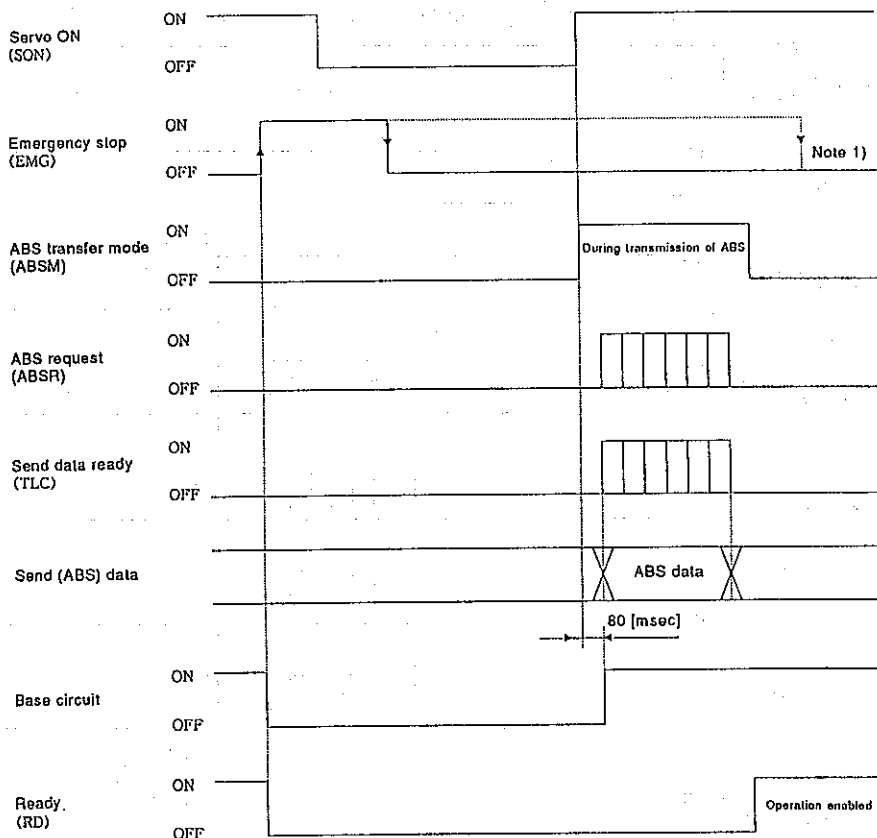 ON
Servo ON
(SON)
OFF
ON
Emergency stop
(EMG)
OFF
Note 1)
ON
ABS transfer mode
(ABSM)
During transmission of ABS
OFF
ON
ABS request
(ABSR)
OFF
ON
Send data ready
(TLC)
OFF
Send (ABS) data
ABS data
80 [msec]
ON
Base circuit
OFF
ON
Ready
(RD)
Operation enabled
OFF